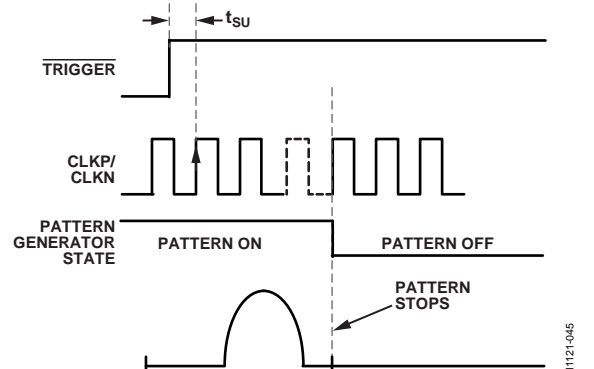 tSU
TRIGGER
CLKP/
CLKN
PATTERN
GENERATOR
STATE
PATTERN ON
PATTERN OFF
PATTERN
STOPS
11121-045